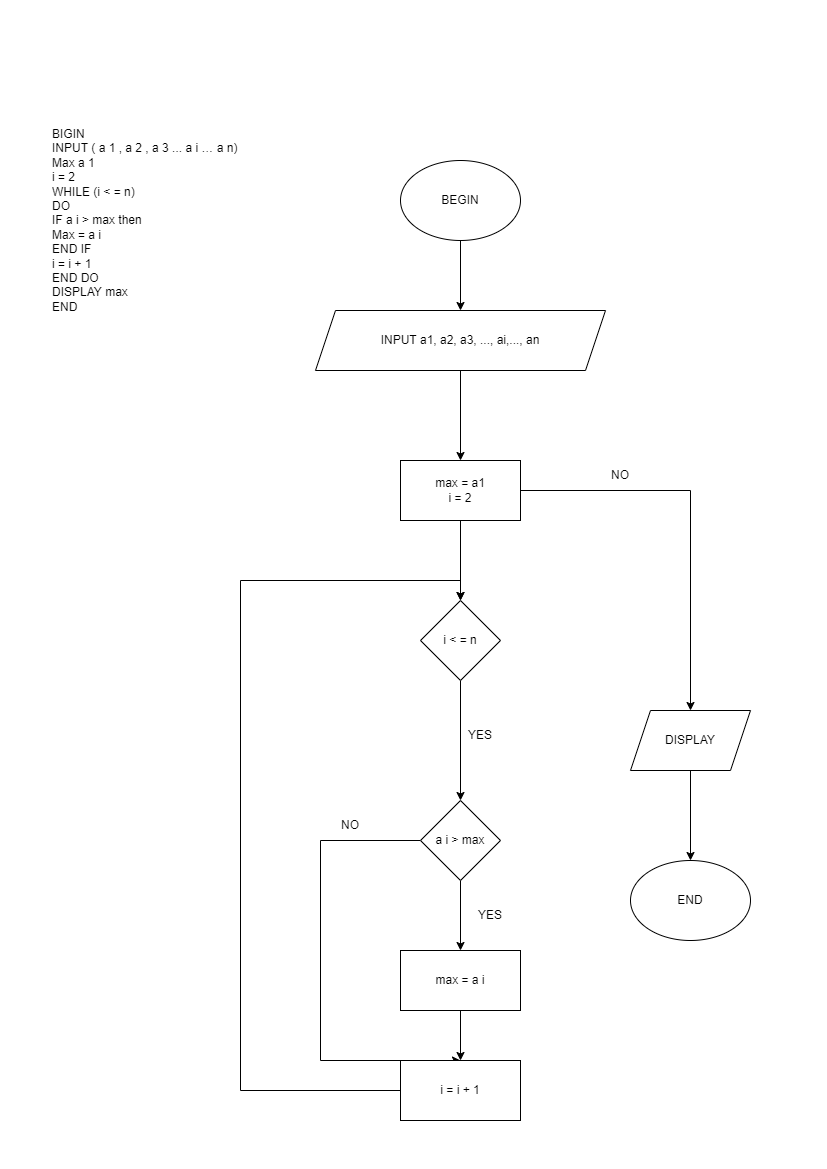 BIGIN
INPUT ( a 1 , a 2 , a 3 ... a i ... a n)
Max a 1
i = 2
WHILE (i < = n)
DO
IF a i > max then
Max = a i
END IF
i = i + 1
END DO
DISPLAY max
END
BEGIN
INPUT a1, a2, a3, ..., ai,..., an
max = a1
i = 2
NO
i < = n
YES
DISPLAY
NO
a i > max
YES
END
max = a i
i = i + 1